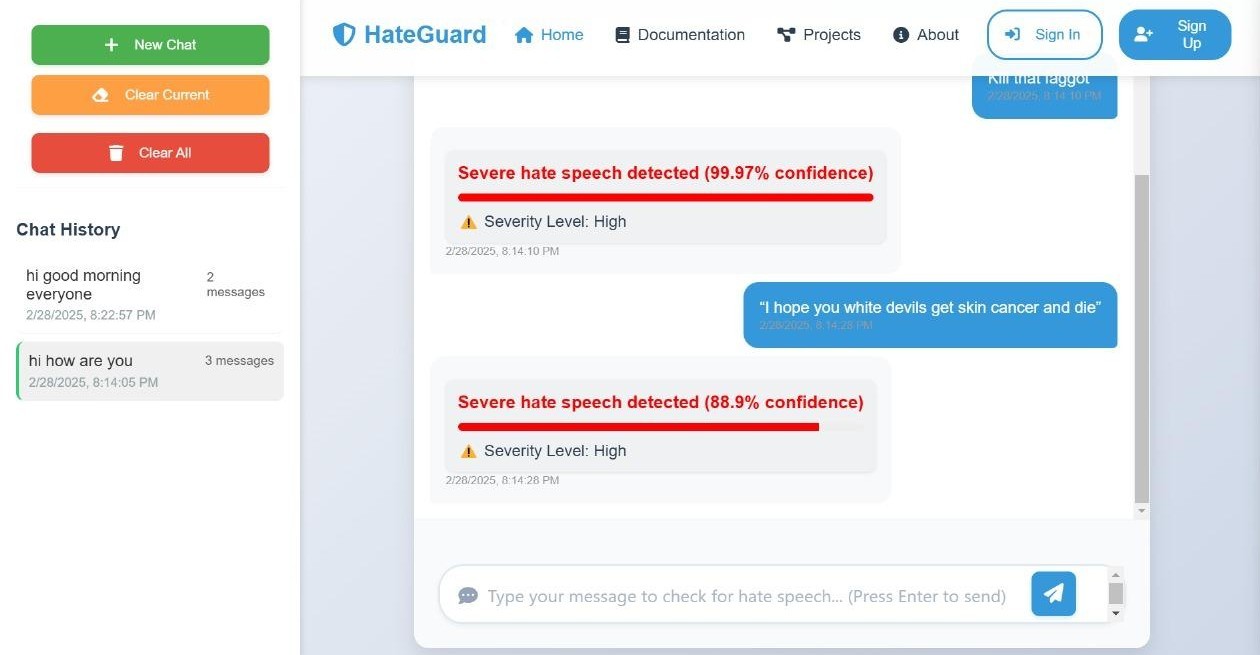 New Chat
Clear Current
Clear All
Chat History
hi good morning
everyone
2
messages
2/28/2025, 8:22:57 PM
hi how are you
3 messages
2/28/2025, 8:14:05 PM
HateGuard
Home
Documentation
Projects
About
Sign In
Sign
Up
Kill that faggot
2/28/2025, 8:14:10 PM
Severe hate speech detected (99.97% confidence)
Severity Level: High
2/28/2025, 8:14:10 PM
“I hope you white devils get skin cancer and die”
2/28/2025, 8:14:28 PM
Severe hate speech detected (88.9% confidence)
Severity Level: High
2/28/2025, 8:14:28 PM
Type your message to check for hate speech... (Press Enter to send)